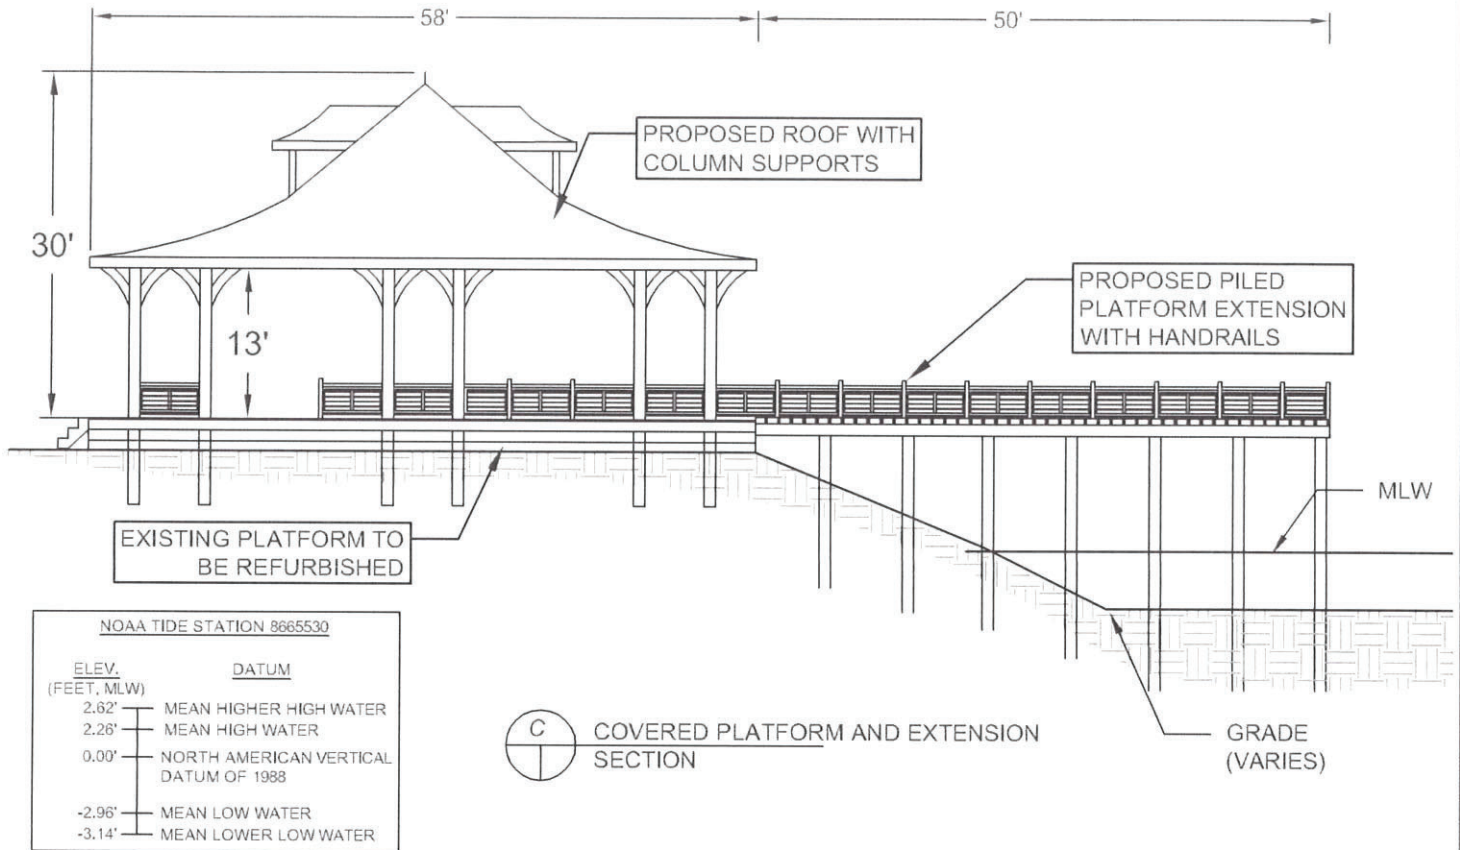 58'
50'
PROPOSED ROOF WITH
COLUMN SUPPORTS
30'
PROPOSED PILED
PLATFORM EXTENSION
WITH HANDRAILS
13'
MLW
EXISTING PLATFORM TO
BE REFURBISHED
NOAA TIDE STATION 8665530
ELEV. DATUM
(FEET, MLW)
2.62' MEAN HIGHER HIGH WATER
2.26' MEAN HIGH WATER
0.00' NORTH AMERICAN VERTICAL
DATUM OF 1988
-2.96' MEAN LOW WATER
-3.14' MEAN LOWER LOW WATER
C COVERED PLATFORM AND EXTENSION
SECTION
GRADE
(VARIES)